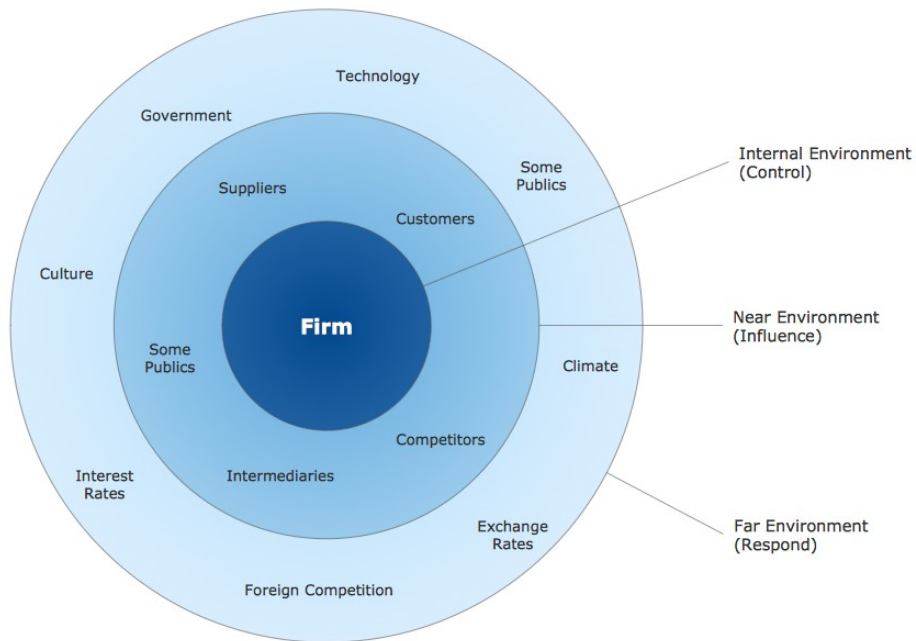 Technology
Government
Some
Publics
Internal Environment
(Control)
Suppliers
Customers
Culture
Firm
Near Environment
(Influence)
Some
Publics
Climate
Competitors
Intermediaries
Interest
Rates
Exchange
Rates
Far Environment
(Respond)
Foreign Competition